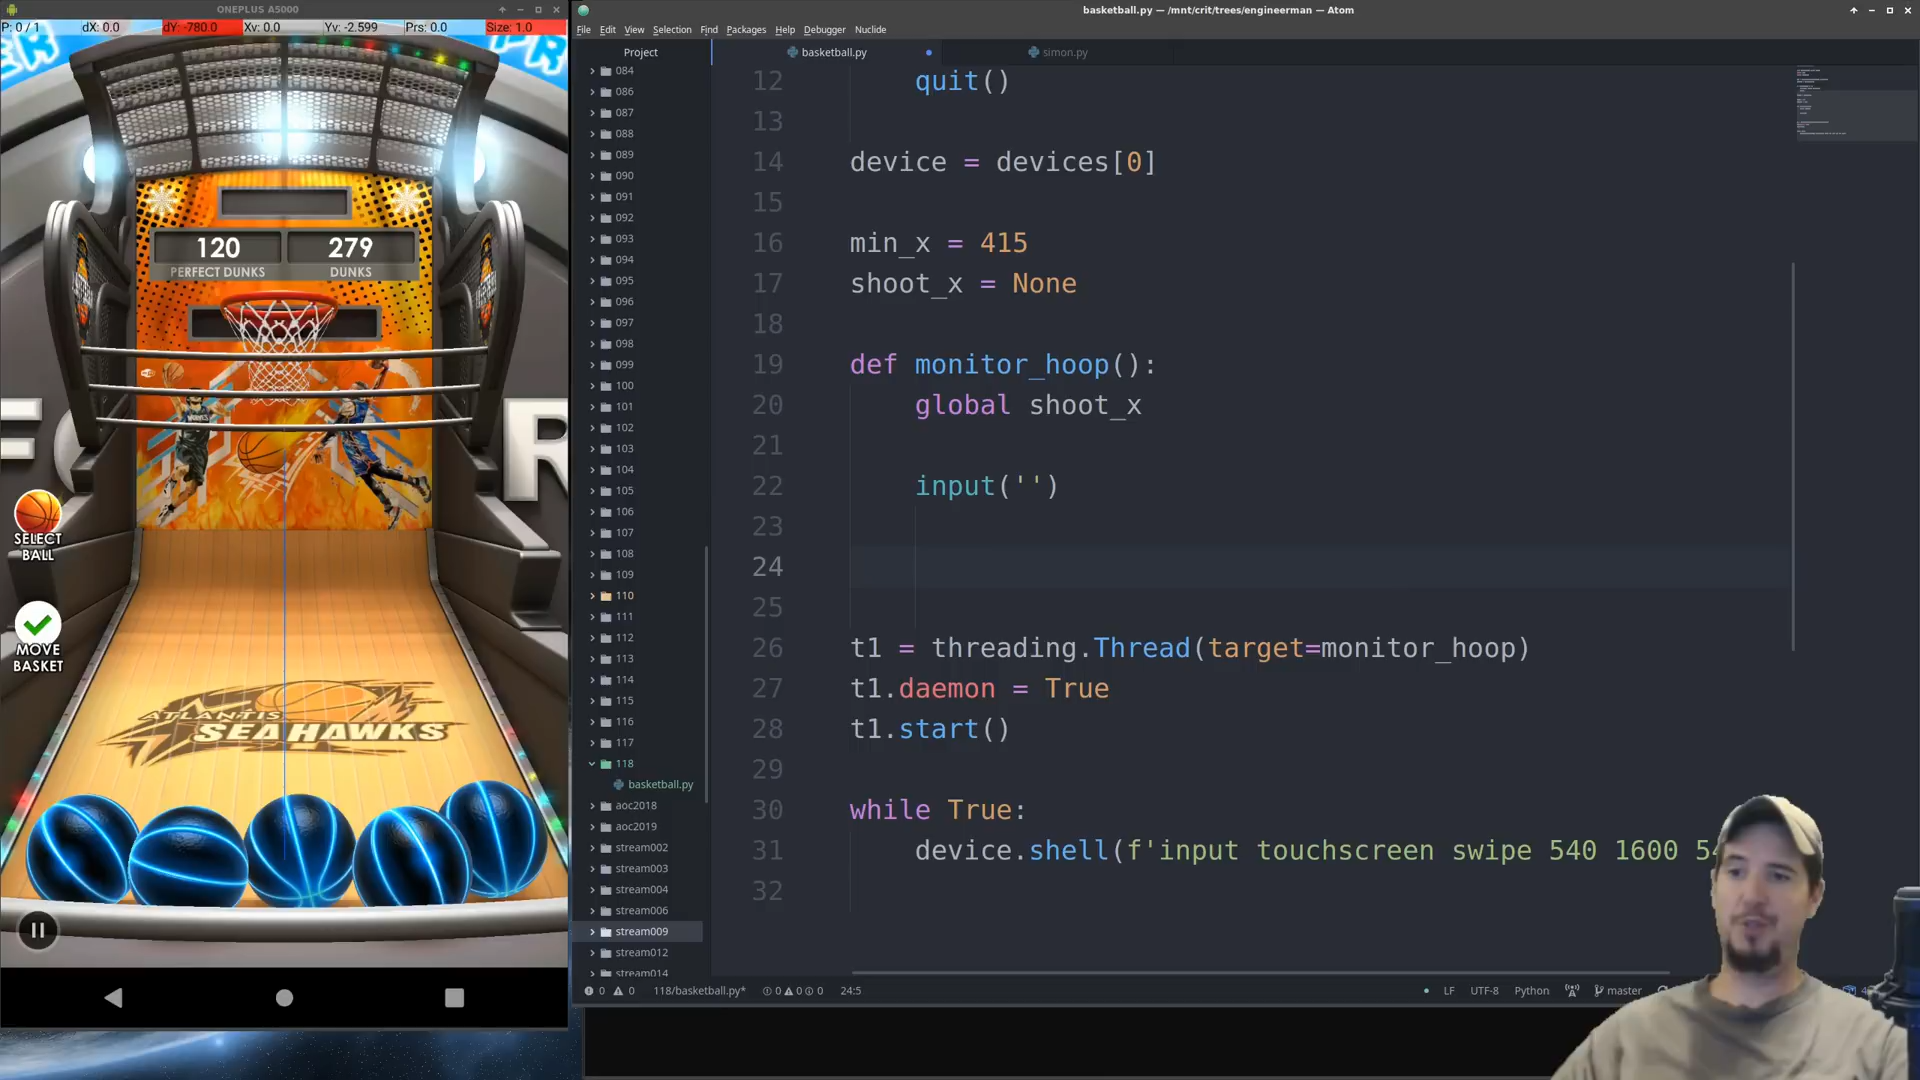 ONEPLUS A5000
P: 0 / 1 dX: 0.0 dY: -780.0 Xv: 0.0 Yv: -2.599 Prs: 0.0 Size: 1.0
120 279
PERFECT DUNKS DUNKS
SELECT
BALL
MOVE
BASKET
ATLANTIS
SEAHAWKS
basketball.py — /mnt/crit/trees/engineerman — Atom
File Edit View Selection Find Packages Help Debugger Nuclide
Project
basketball.py simon.py
084
086
087
088
089
090
091
092
093
094
095
096
097
098
099
100
101
102
103
104
105
106
107
108
109
110
111
112
113
114
115
116
117
118
basketball.py
aoc2018
aoc2019
stream002
stream003
stream004
stream006
stream009
stream012
stream014
12 quit()
13
14 device = devices[0]
15
16 min_x = 415
17 shoot_x = None
18
19 def monitor_hoop():
20 global shoot_x
21
22 input('')
23
24
25
26 t1 = threading.Thread(target=monitor_hoop)
27 t1.daemon = True
28 t1.start()
29
30 while True:
31 device.shell(f'input touchscreen swipe 540 1600 54
32
0 0 118/basketball.py* 0 0 0 24:5 LF UTF-8 Python master